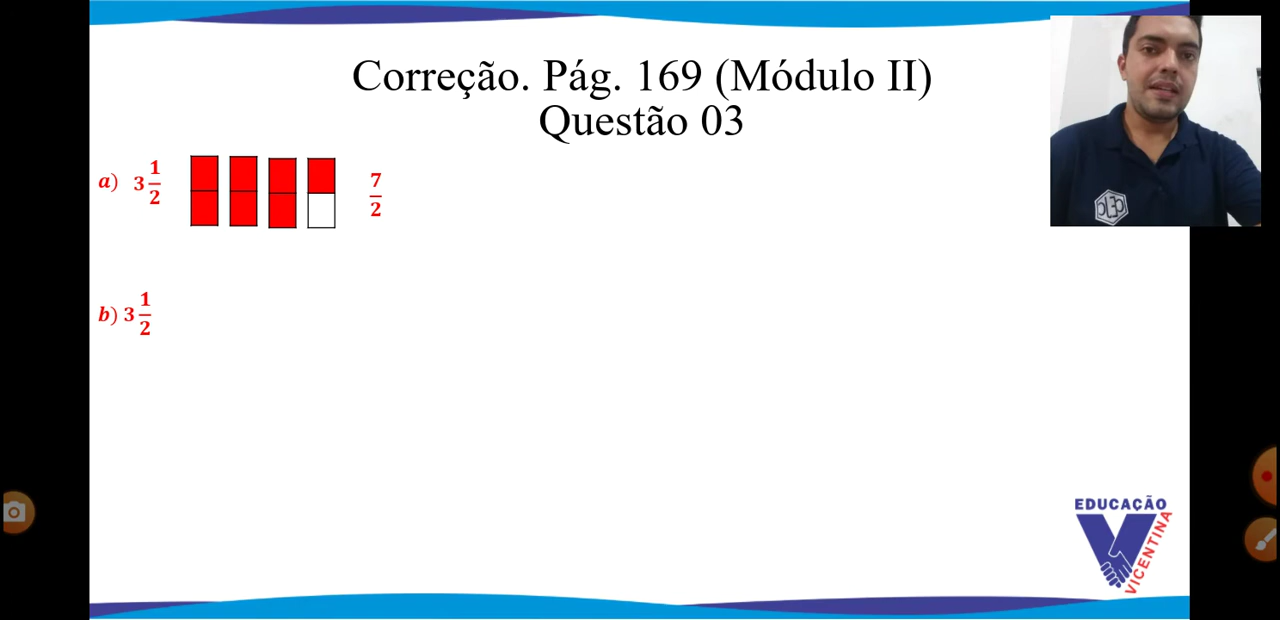 Correção. Pág. 169 (Módulo II)
Questão 03
a) 3 1/2 7/2
b) 3 1/2
EDUCAÇÃO
VICENTINA